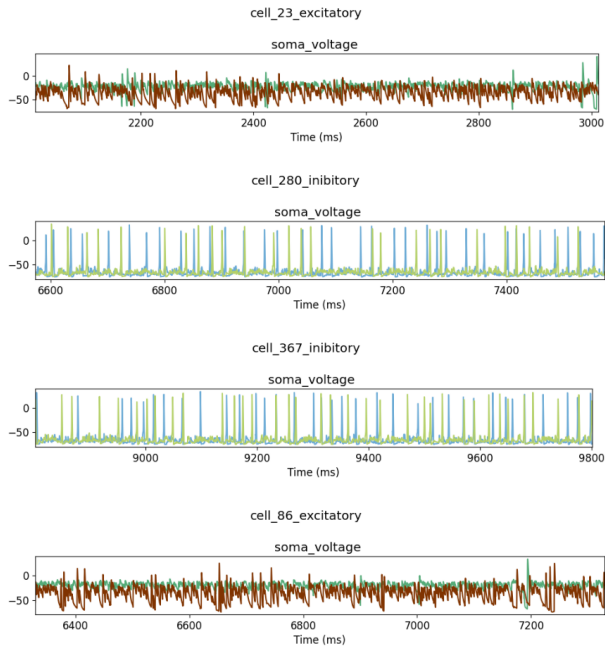 cell_23_excitatory
soma_voltage
0
−50
2200 2400 2600 2800 3000
Time (ms)
cell_280_inibitory
soma_voltage
0
−50
6600 6800 7000 7200 7400
Time (ms)
cell_367_inibitory
soma_voltage
0
−50
9000 9200 9400 9600 9800
Time (ms)
cell_86_excitatory
soma_voltage
0
−50
6400 6600 6800 7000 7200
Time (ms)